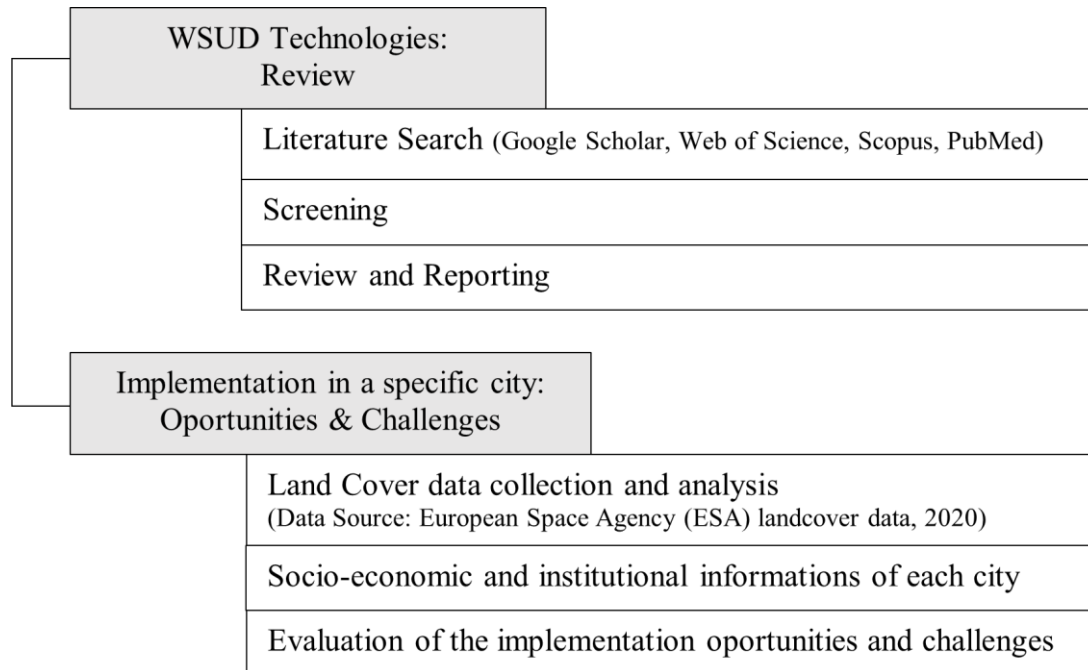 WSUD Technologies:
Review
Literature Search (Google Scholar, Web of Science, Scopus, PubMed)
Screening
Review and Reporting
Implementation in a specific city:
Oportunities & Challenges
Land Cover data collection and analysis
(Data Source: European Space Agency (ESA) landcover data, 2020)
Socio-economic and institutional informations of each city
Evaluation of the implementation oportunities and challenges